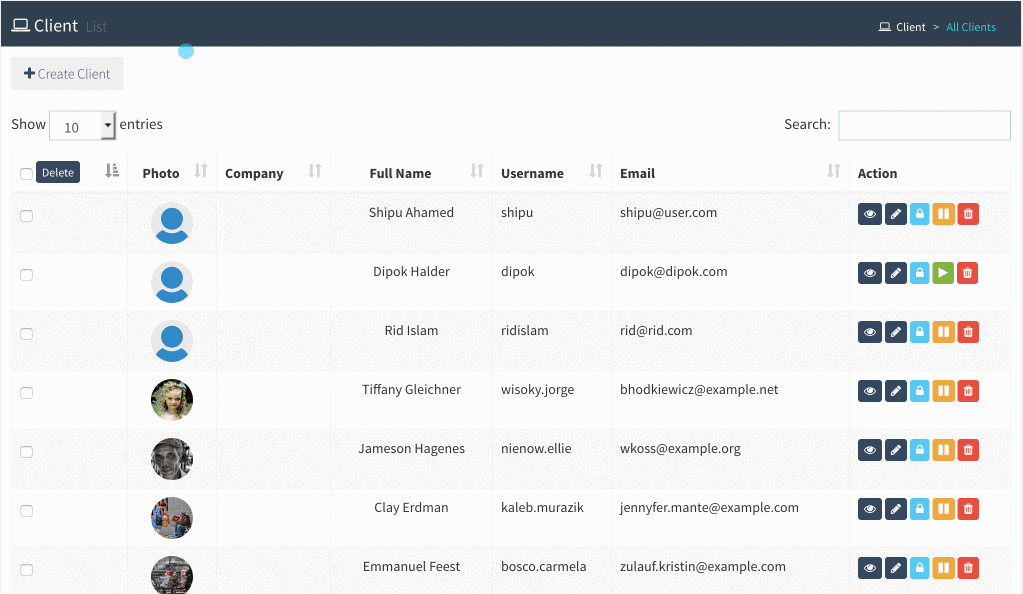 Client List
Client > All Clients
Create Client
Show 10 entries
Search:
Delete Photo Company Full Name Username Email Action
Shipu Ahamed shipu shipu@user.com
Dipok Halder dipok dipok@dipok.com
Rid Islam ridislam rid@rid.com
Tiffany Gleichner wisoky.jorge bhodkiewicz@example.net
Jameson Hagenes nienow.ellie wkoss@example.org
Clay Erdman kaleb.murazik jennyfer.mante@example.com
Emmanuel Feest bosco.carmela zulauf.kristin@example.com